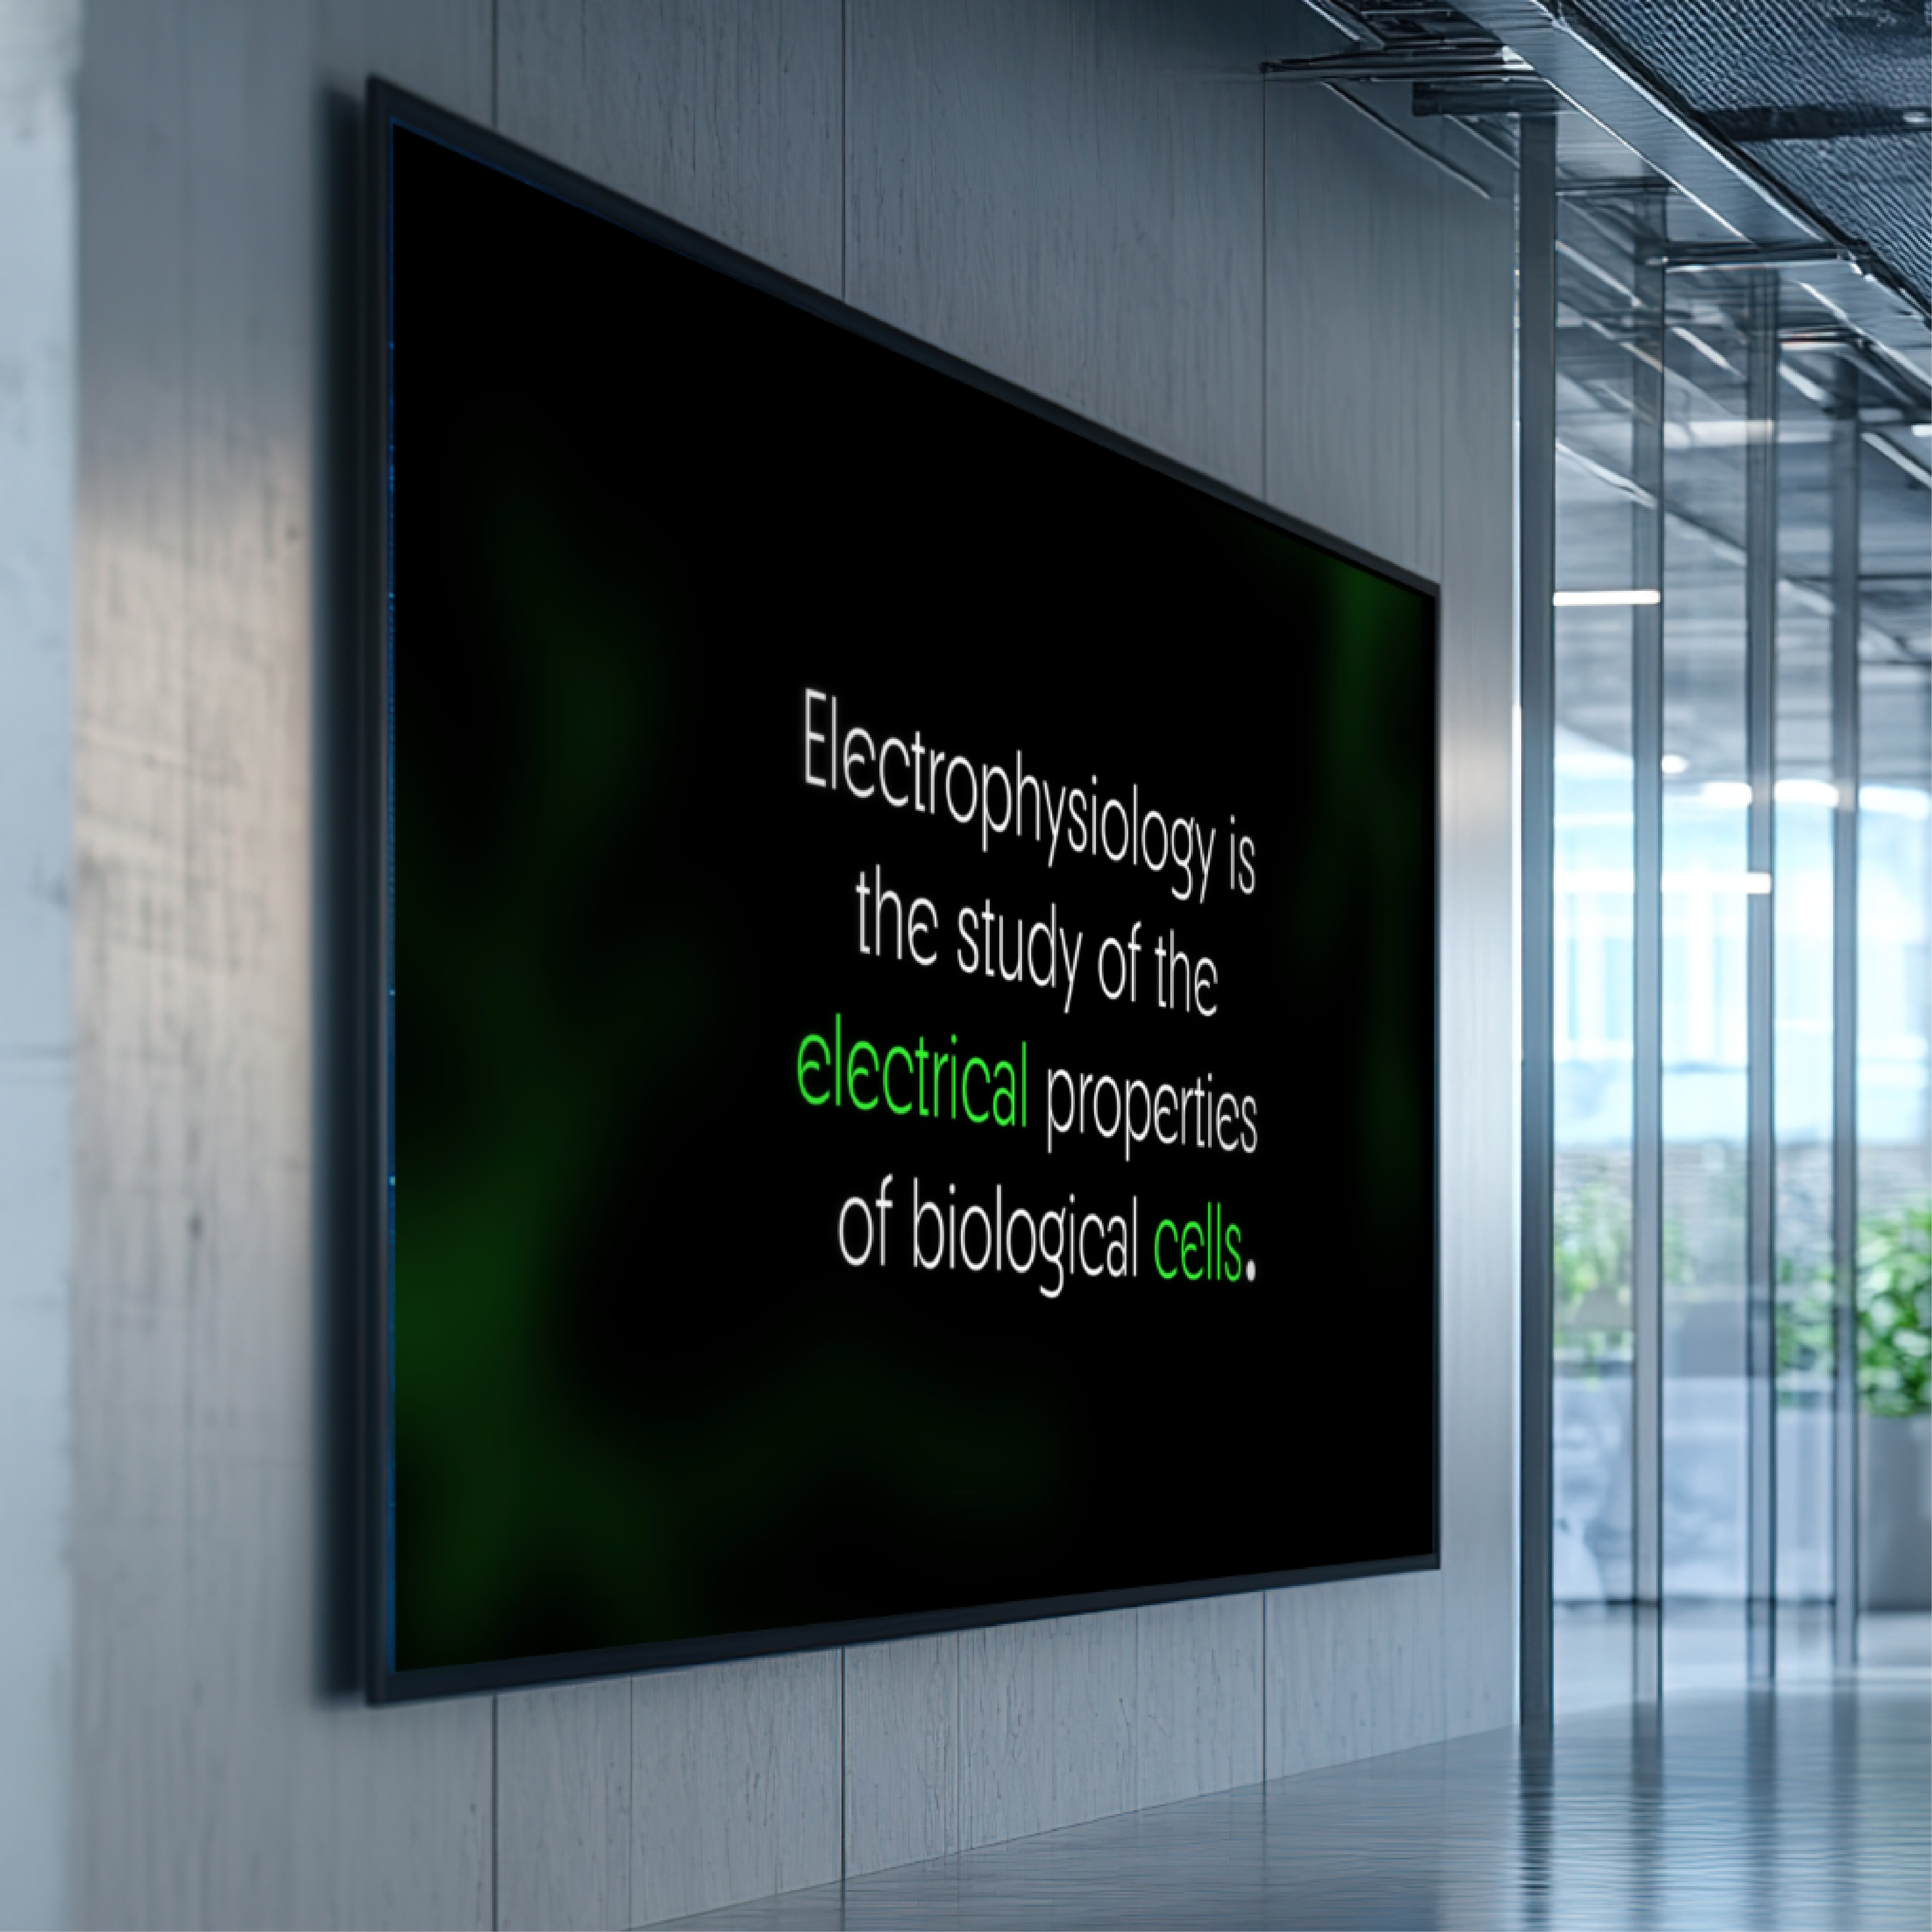 Electrophysiology is
the study of the
electrical properties
of biological cells.